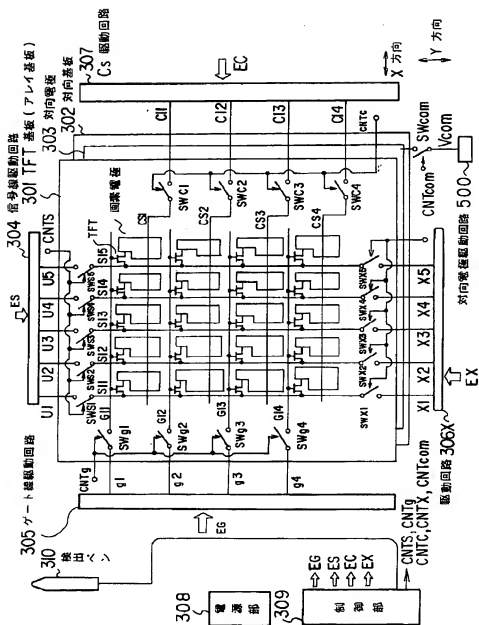 304 信号線駆動回路
301 TFT 基板(アレイ基板)
303 対向電極
302 対向基板
307 Cs 駆動回路
305 ゲート線駆動回路
310 検出ペン
ES
CNTS
U1 U2 U3 U4 U5
SWS1 SWS2 SWS3 SWS4 SWS5
S11 S12 S13 S14 S15
TFT
画素電極
EC
X 方向
Y 方向
CNTg
g1 SWg1 G11
g2 SWg2 G12
g3 SWg3 G13
g4 SWg4 G14
EG
SWC1 C11
CS2 SWC2 C12
CS3 SWC3 C13
CS4 SWC4 C14
CNTC
SWX1 SWX2 SWX3 SWX4 SWX5
X1 X2 X3 X4 X5
SWcom
Vcom
CNTcom
500
対向電極駆動回路
EX
駆動回路 306X
308 電源部
309 制御部
EG
ES
EC
EX
CNTS, CNTg
CNTC, CNTX, CNTcom